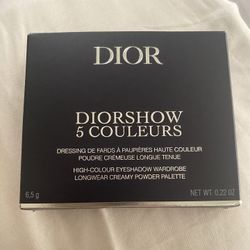 DIOR
DIORSHOW
5 COULEURS
DRESSING DE FARDS À PAUPIÈRES HAUTE COULEUR
POUDRE CRÉMEUSE LONGUE TENUE
HIGH-COLOUR EYESHADOW WARDROBE
LONGWEAR CREAMY POWDER PALETTE
6,5 g NET WT. 0.22 OZ